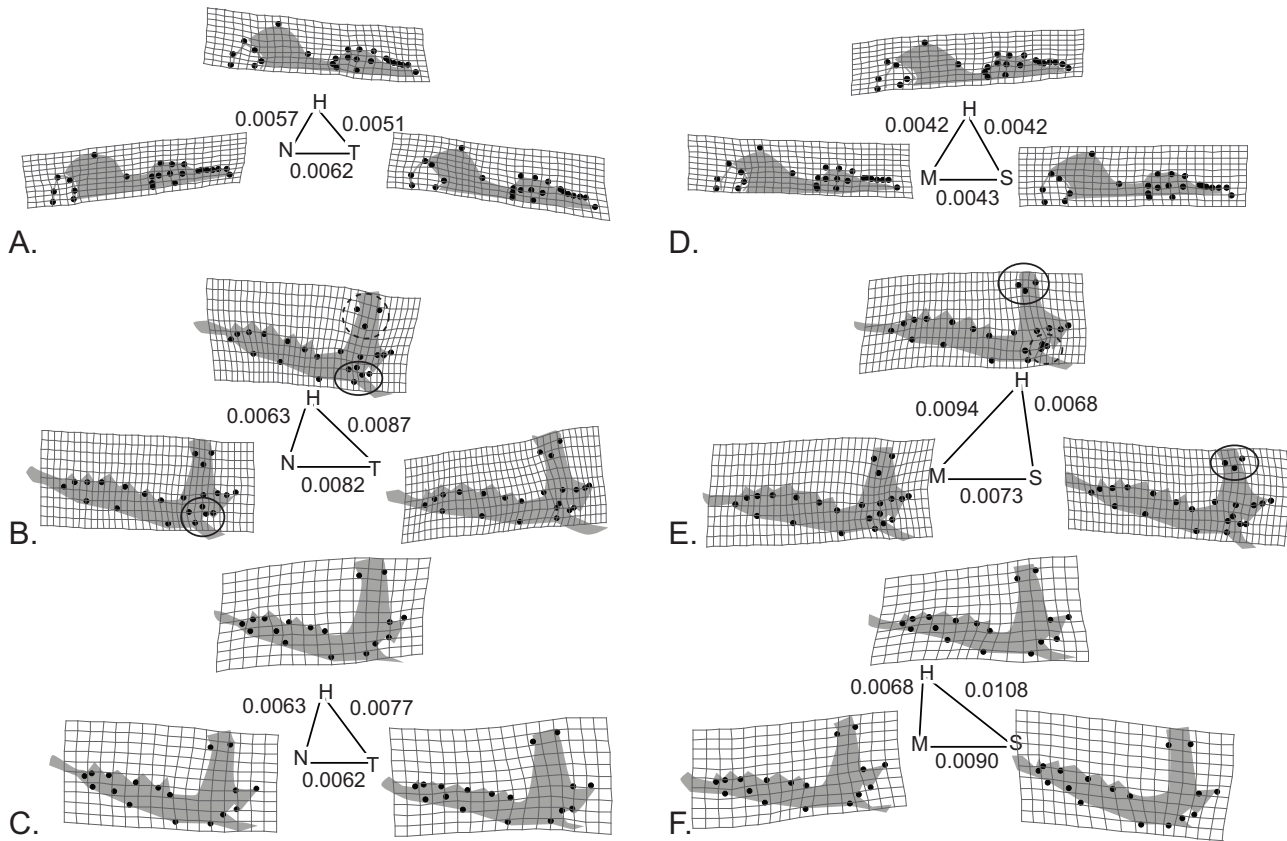 H
0.0057 0.0051
N T
0.0062
A.
H
0.0042 0.0042
M S
0.0043
D.
H
0.0063 0.0087
N T
0.0082
B.
H
0.0094 0.0068
M S
0.0073
E.
H
0.0063 0.0077
N T
0.0062
C.
H
0.0068 0.0108
M S
0.0090
F.